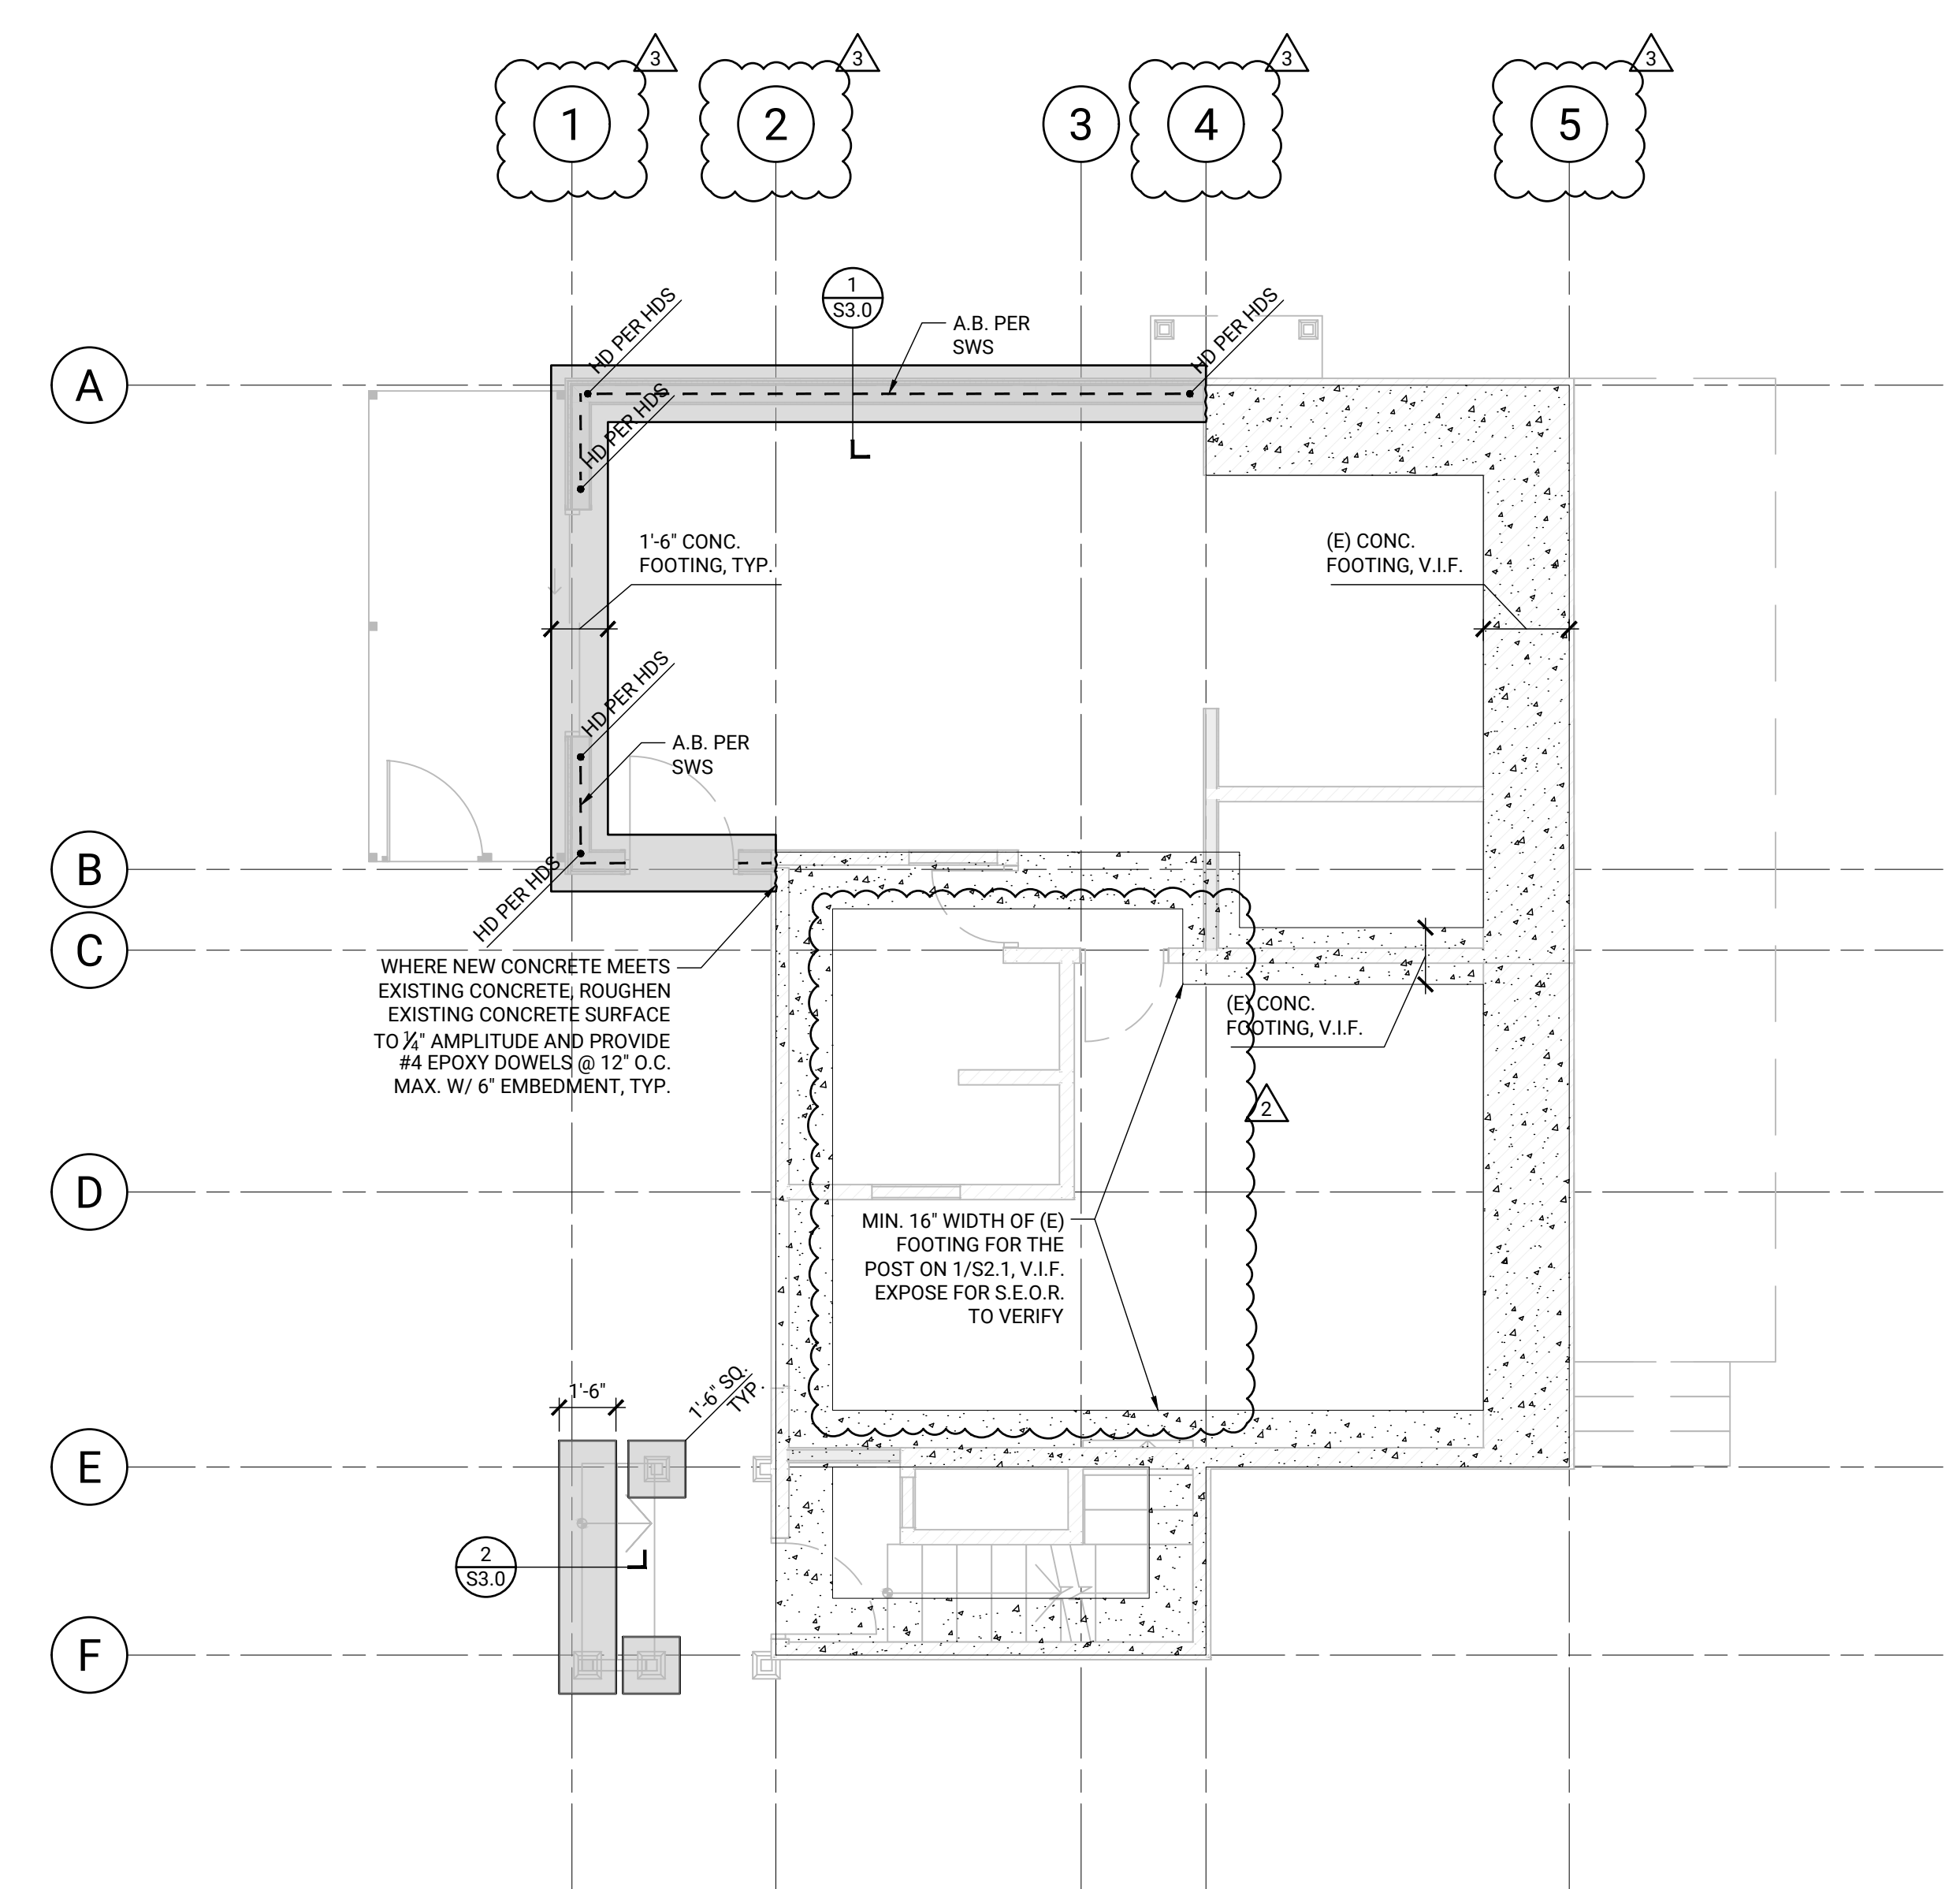 3
3
3
3
1
2
3
4
5
1
S3.0
HD PER HDS
A.B. PER
SWS
HD PER HDS
A
HD PER HDS
1'-6" CONC.
FOOTING, TYP.
(E) CONC.
FOOTING, V.I.F.
HD PER HDS
A.B. PER
SWS
B
HD PER HDS
C
WHERE NEW CONCRETE MEETS
EXISTING CONCRETE, ROUGHEN
EXISTING CONCRETE SURFACE
TO ¼" AMPLITUDE AND PROVIDE
#4 EPOXY DOWELS @ 12" O.C.
MAX. W/ 6" EMBEDMENT, TYP.
(E) CONC.
FOOTING, V.I.F.
2
D
MIN. 16" WIDTH OF (E)
FOOTING FOR THE
POST ON 1/S2.1, V.I.F.
EXPOSE FOR S.E.O.R.
TO VERIFY
1'-6"
1'-6" SQ.
TYP.
E
2
S3.0
F